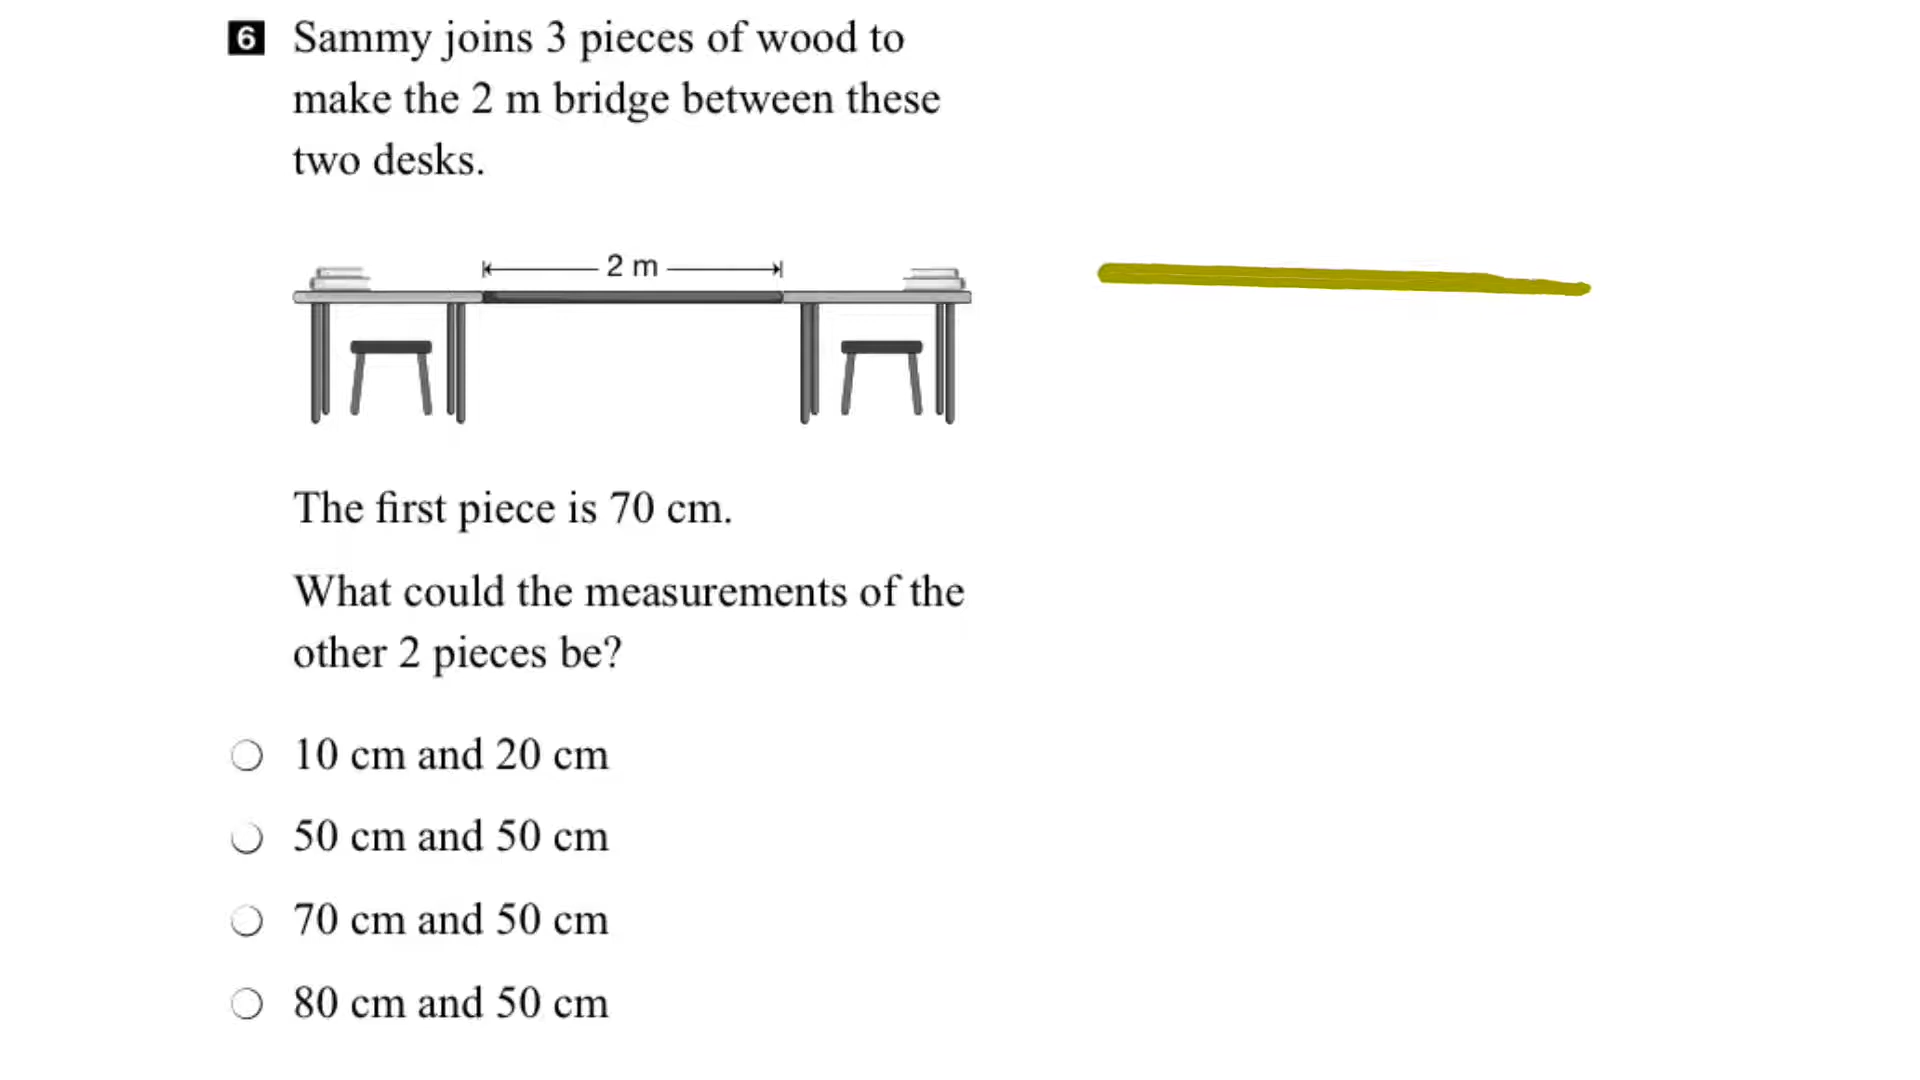 6 Sammy joins 3 pieces of wood to
make the 2 m bridge between these
two desks.
2 m
The first piece is 70 cm.
What could the measurements of the
other 2 pieces be?
10 cm and 20 cm
50 cm and 50 cm
70 cm and 50 cm
80 cm and 50 cm